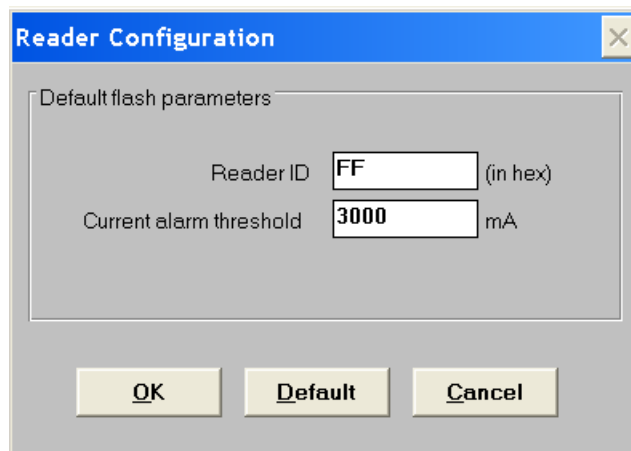 Reader Configuration
Default flash parameters
Reader ID FF (in hex)
Current alarm threshold 3000 mA
OK Default Cancel